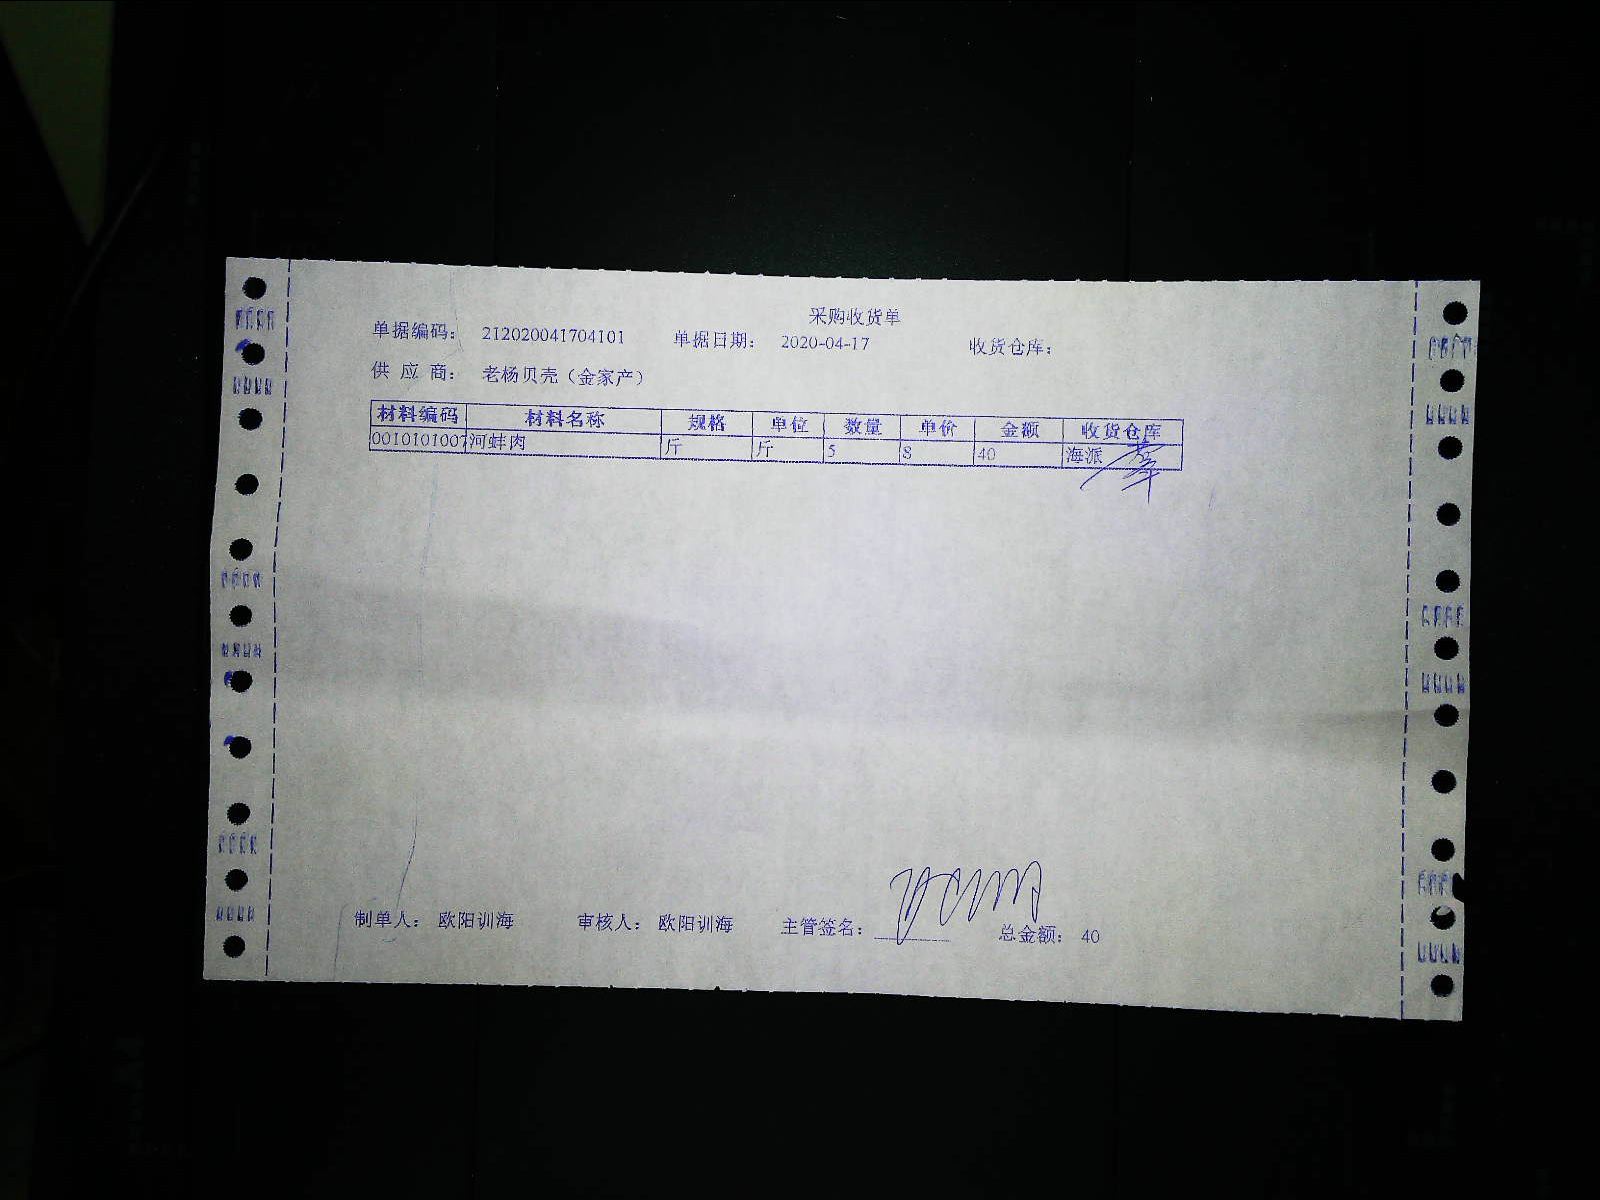 采购收货单
单据编码： 212020041704101 单据日期： 2020-04-17 收货仓库：
供 应 商： 老杨贝壳（金家产）
材料编码 材料名称 规格 单位 数量 单价 金额 收货仓库
0010101007 河蚌肉 斤 斤 5 8 40 海派
制单人： 欧阳训海 审核人： 欧阳训海 主管签名： 总金额： 40